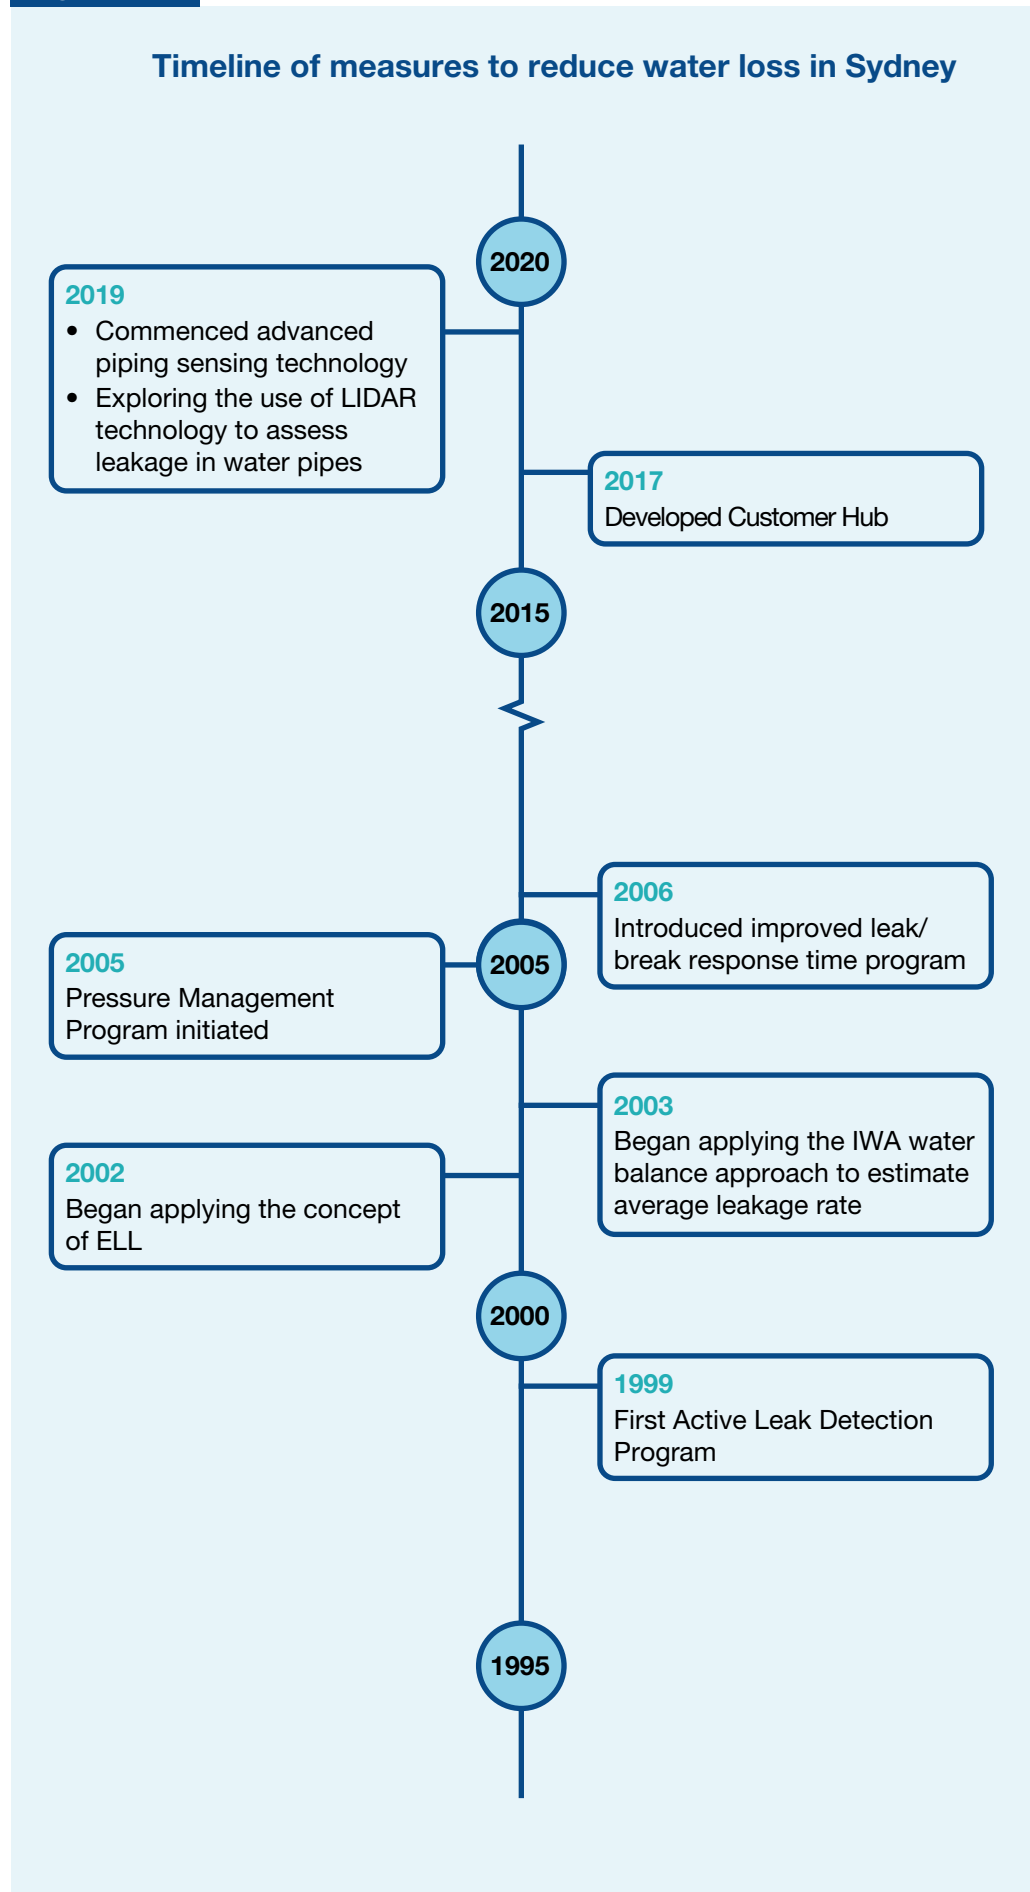 Timeline of measures to reduce water loss in Sydney
2020
2019
• Commenced advanced
piping sensing technology
• Exploring the use of LIDAR
technology to assess
leakage in water pipes
2017
Developed Customer Hub
2015
2006
Introduced improved leak/
break response time program
2005
Pressure Management
Program initiated
2005
2003
Began applying the IWA water
balance approach to estimate
average leakage rate
2002
Began applying the concept
of ELL
2000
1999
First Active Leak Detection
Program
1995